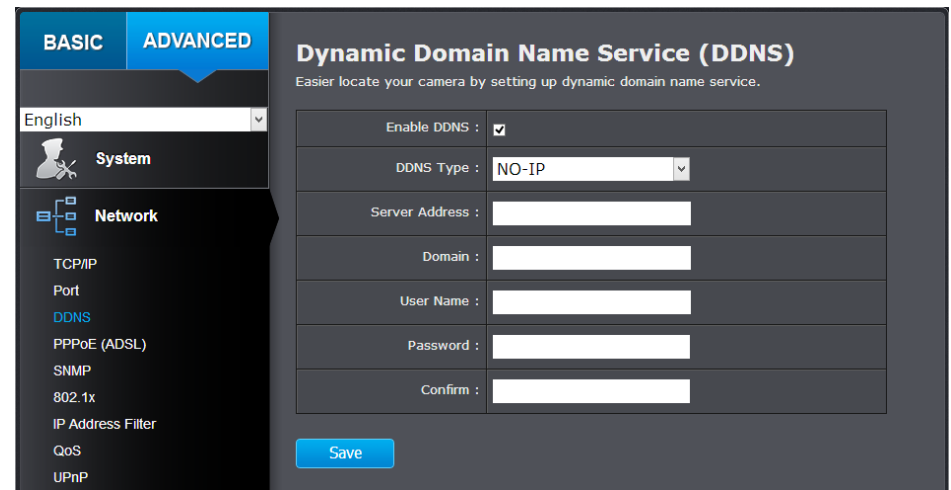 BASIC
ADVANCED
English
System
Network
TCP/IP
Port
DDNS
PPPoE (ADSL)
SNMP
802.1x
IP Address Filter
QoS
UPnP
Dynamic Domain Name Service (DDNS)
Easier locate your camera by setting up dynamic domain name service.
Enable DDNS :
DDNS Type : NO-IP
Server Address :
Domain :
User Name :
Password :
Confirm :
Save